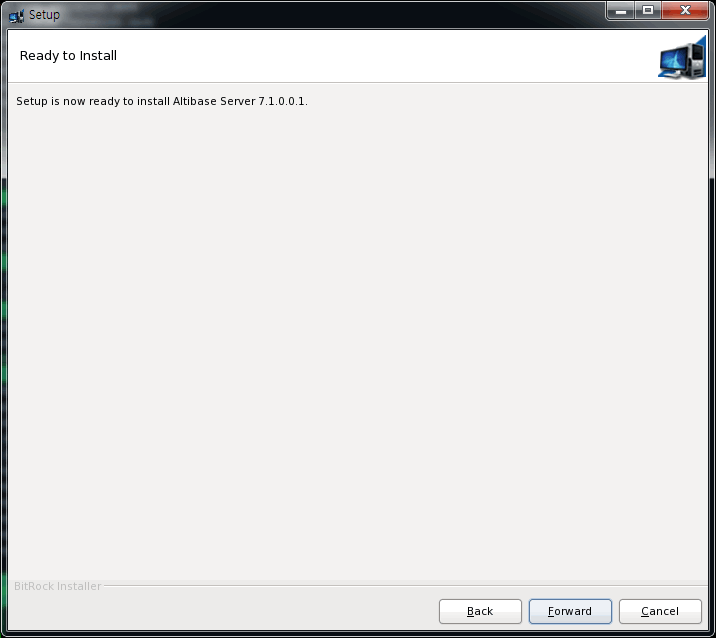 Setup
Ready to Install
Setup is now ready to install Altibase Server 7.1.0.0.1.
BitRock Installer
Back
Forward
Cancel